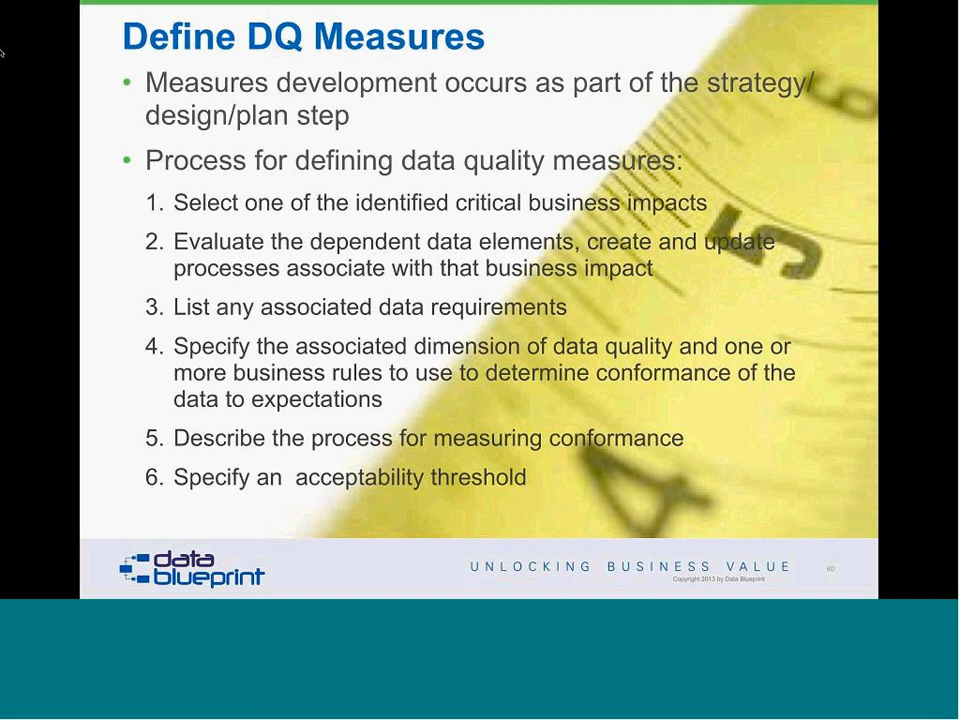 Define DQ Measures
• Measures development occurs as part of the strategy/
design/plan step
• Process for defining data quality measures:
1. Select one of the identified critical business impacts
2. Evaluate the dependent data elements, create and update
processes associate with that business impact
3. List any associated data requirements
4. Specify the associated dimension of data quality and one or
more business rules to use to determine conformance of the
data to expectations
5. Describe the process for measuring conformance
6. Specify an  acceptability threshold
6
5
4
data
blueprint
UNLOCKING BUSINESS VALUE
Copyright 2013 by Data Blueprint
60